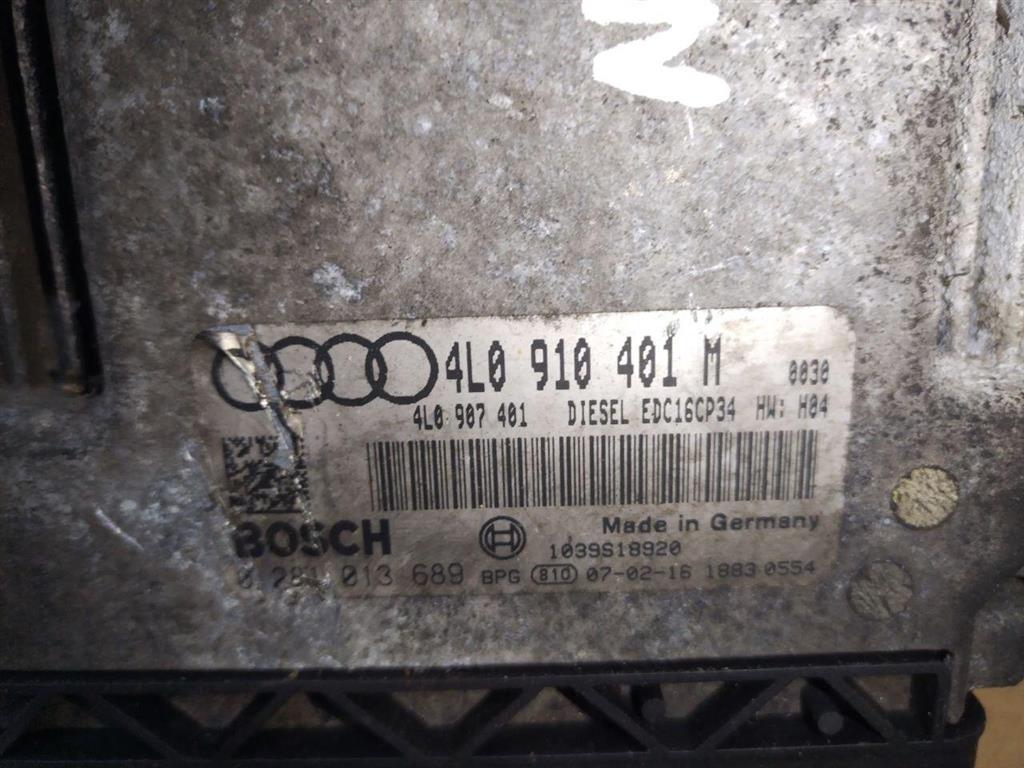 4L0 910 401 M 0030
4L0 907 401 DIESEL EDC16CP34 HW: H04
BOSCH Made in Germany
1039S18920
0 281 013 689 BPG 810 07-02-16 1883 0554